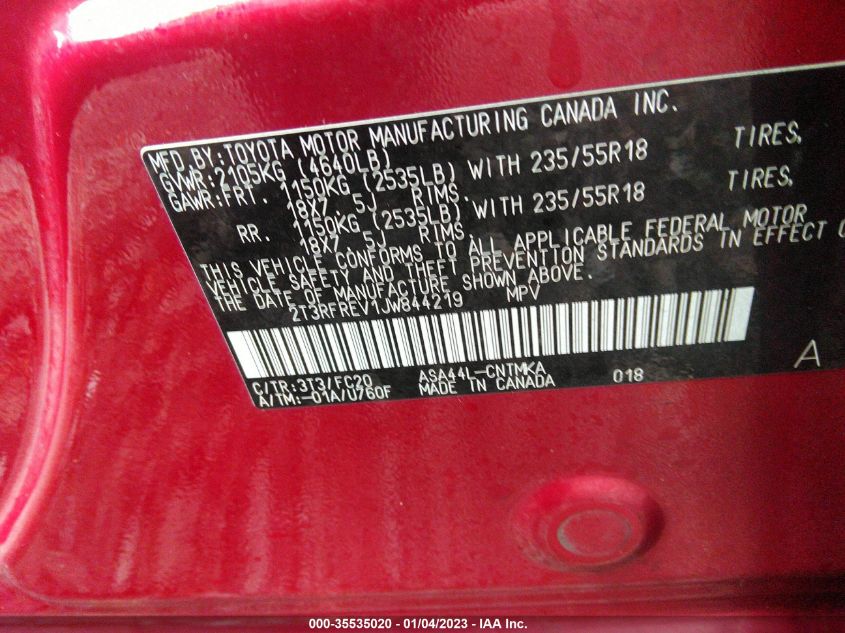 MFD.BY:TOYOTA MOTOR MANUFACTURING CANADA INC.
GVWR:2105KG (4640LB)
GAWR:FRT. 1150KG (2535LB) WITH 235/55R18 TIRES,
18X7.5J RIMS,
RR. 1150KG (2535LB) WITH 235/55R18 TIRES,
18X7.5J RIMS.
THIS VEHICLE CONFORMS TO ALL APPLICABLE FEDERAL MOTOR
VEHICLE SAFETY AND THEFT PREVENTION STANDARDS IN EFFECT
THE DATE OF MANUFACTURE SHOWN ABOVE.
2T3RFREV1JW844219 MPV
C/TR:3T3/FC20 ASA44L-CNTMKA 018 A
A/TM:-01A/U760F MADE IN CANADA
000-35535020 - 01/04/2023 - IAA Inc.